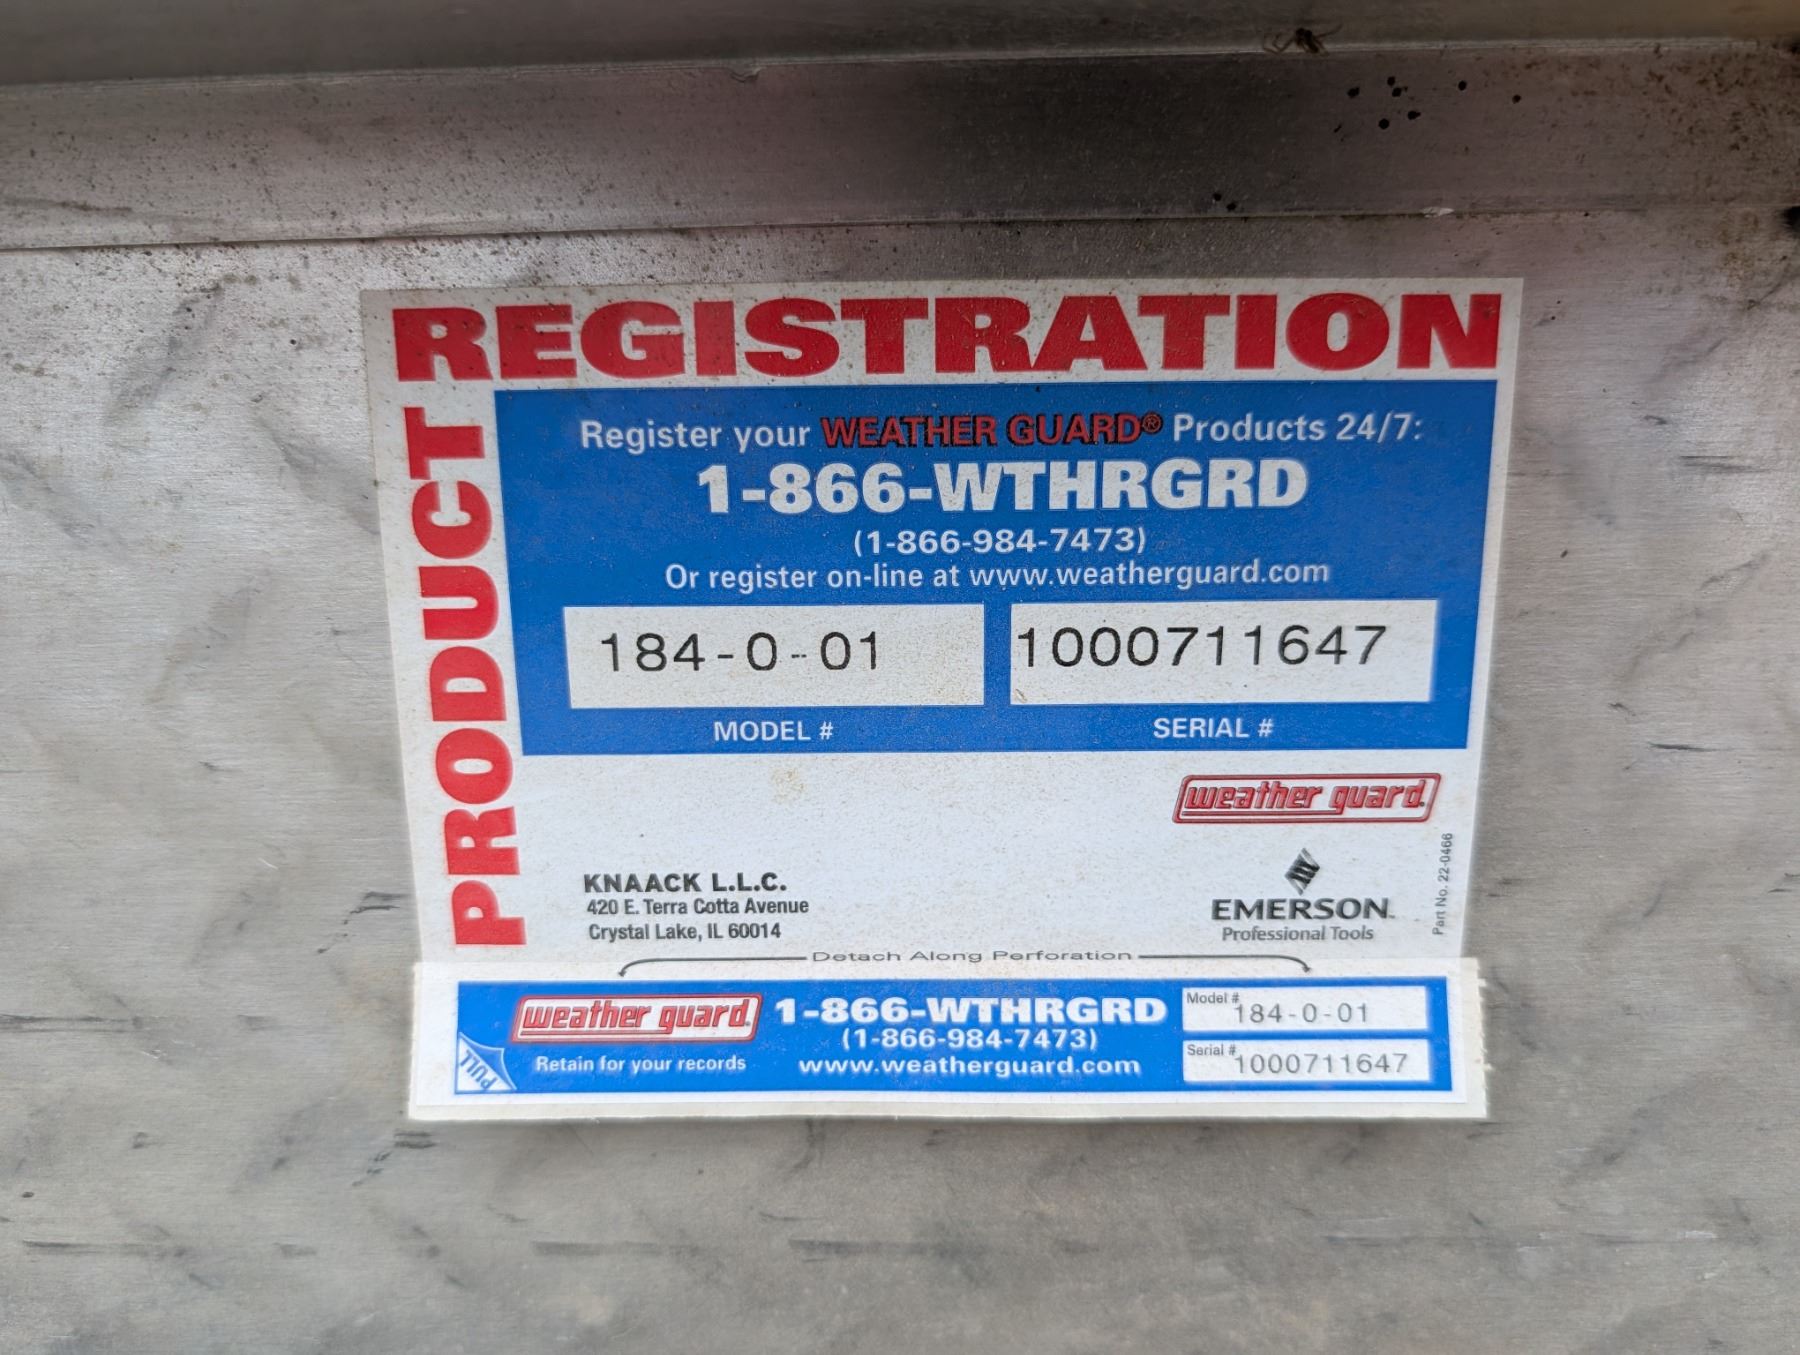 PRODUCT REGISTRATION
Register your WEATHER GUARD® Products 24/7:
1-866-WTHRGRD
(1-866-984-7473)
Or register on-line at www.weatherguard.com
184-0-01
1000711647
MODEL #
SERIAL #
weather guard.
KNAACK L.L.C.
420 E. Terra Cotta Avenue
Crystal Lake, IL 60014
EMERSON.
Professional Tools
Part No. 22-0466
Detach Along Perforation
PULL
weather guard.
Retain for your records
1-866-WTHRGRD
(1-866-984-7473)
www.weatherguard.com
Model #
184-0-01
Serial #
1000711647